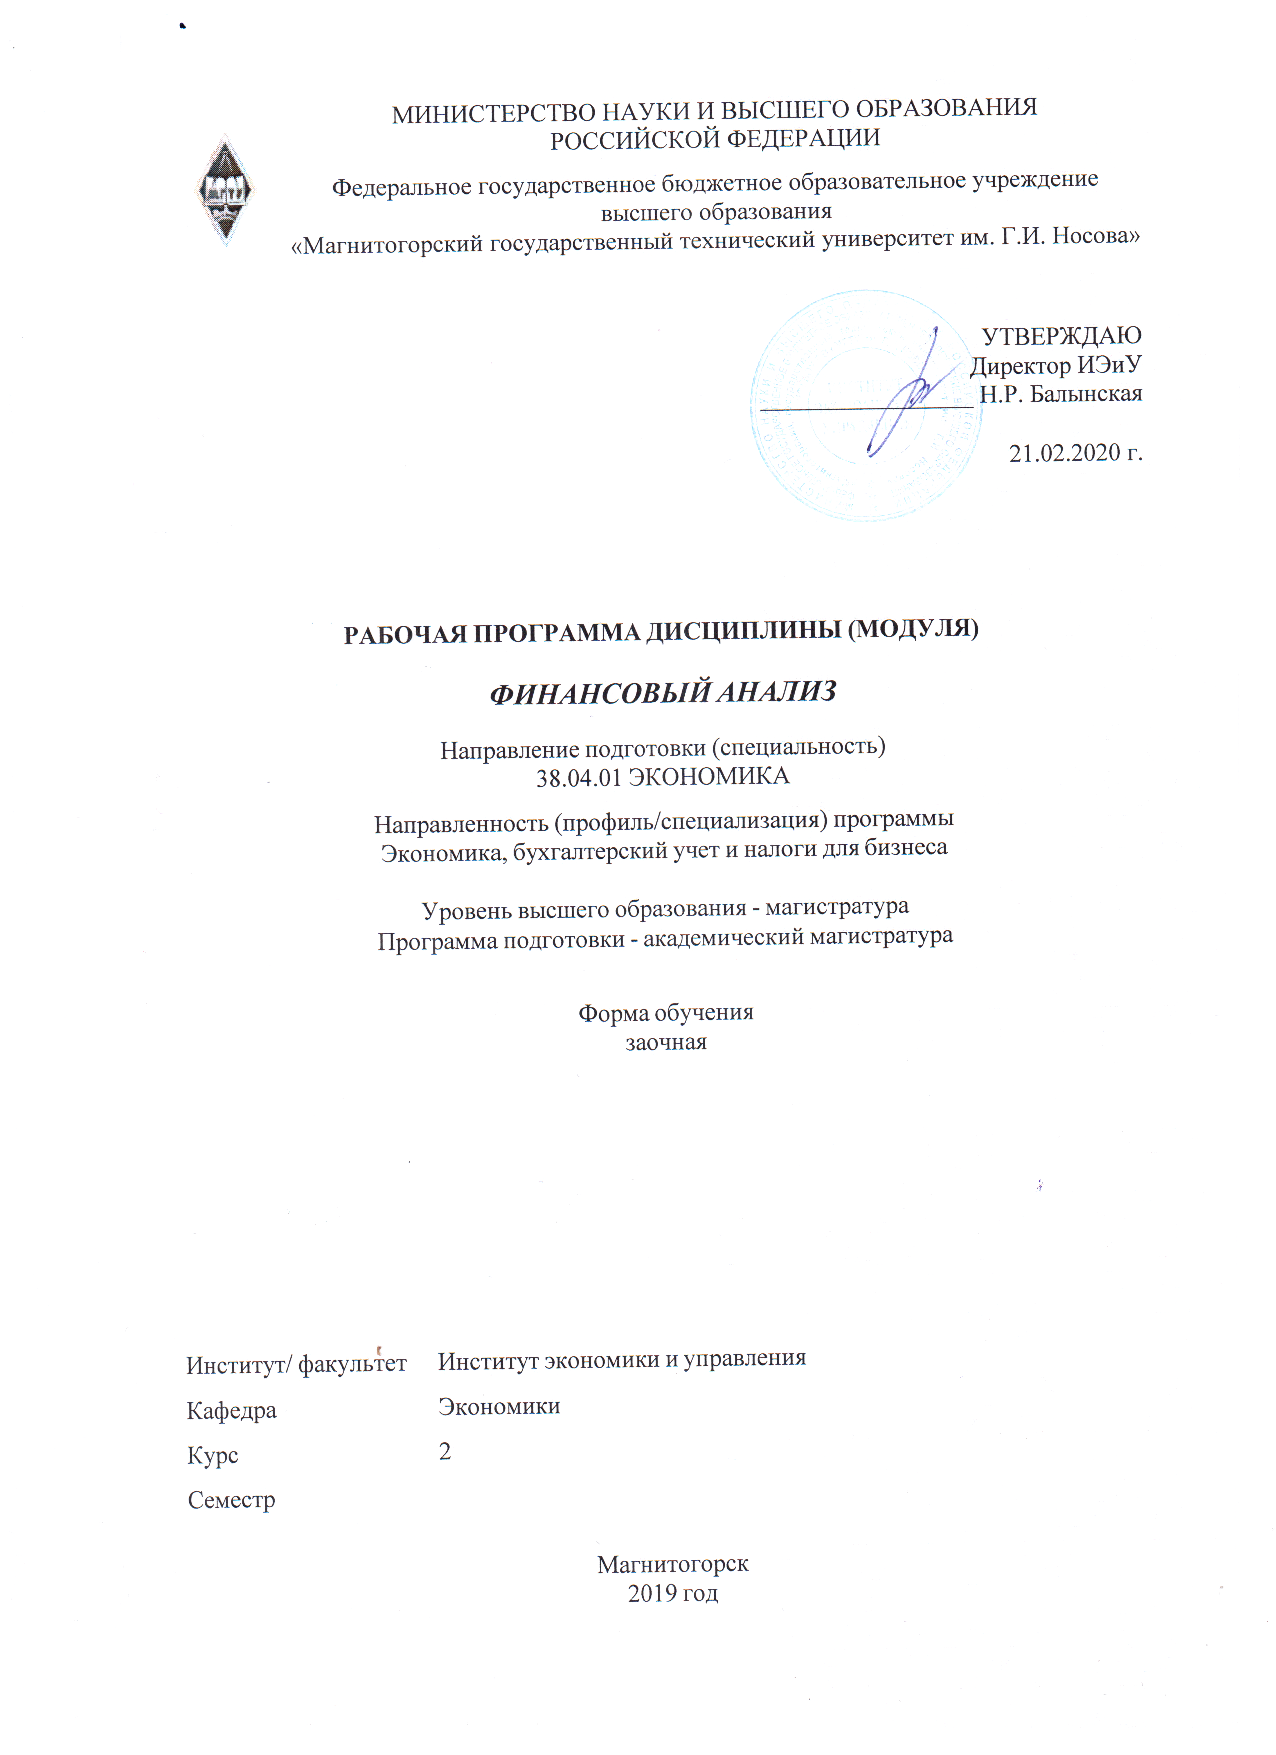 МИНИСТЕРСТВО НАУКИ И ВЫСШЕГО ОБРАЗОВАНИЯ
РОССИЙСКОЙ ФЕДЕРАЦИИ
Федеральное государственное бюджетное образовательное учреждение
высшего образования
«Магнитогорский государственный технический университет им. Г.И. Носова»
УТВЕРЖДАЮ
Директор ИЭиУ
Н.Р. Балынская
21.02.2020 г.
РАБОЧАЯ ПРОГРАММА ДИСЦИПЛИНЫ (МОДУЛЯ)
ФИНАНСОВЫЙ АНАЛИЗ
Направление подготовки (специальность)
38.04.01 ЭКОНОМИКА
Направленность (профиль/специализация) программы
Экономика, бухгалтерский учет и налоги для бизнеса
Уровень высшего образования - магистратура
Программа подготовки - академический магистратура
Форма обучения
заочная
Институт/ факультет Институт экономики и управления
Кафедра Экономики
Курс 2
Семестр
Магнитогорск
2019 год